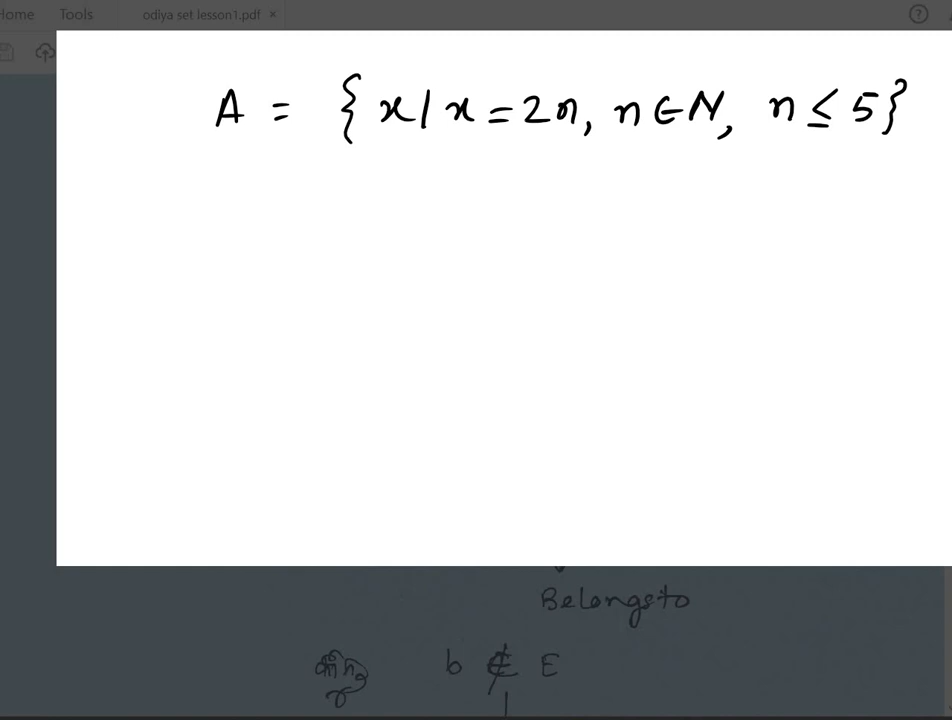 Home Tools odiya set lesson1.pdf ×
A = { x / x = 2n, n ∈ N, n ≤ 5}
Belongsto
b ∉ E